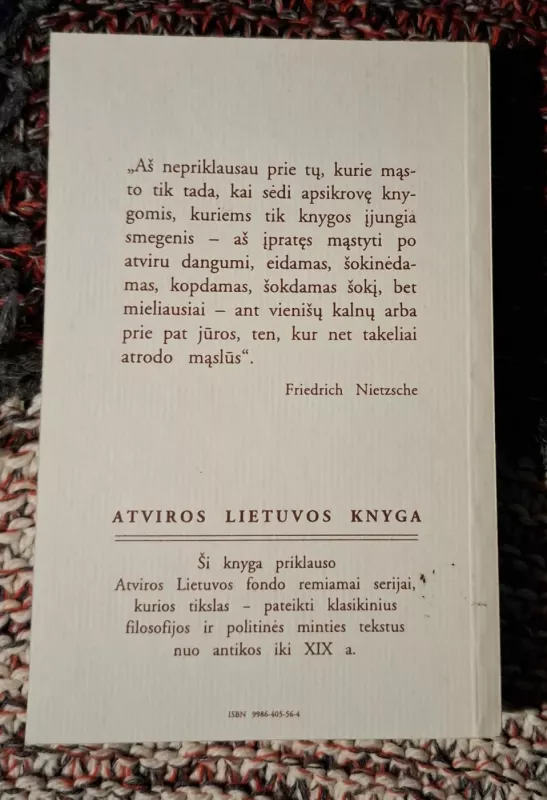 „Aš nepriklausau prie tų, kurie mąs-
to tik tada, kai sėdi apsikrovę kny-
gomis, kuriems tik knygos įjungia
smegenis – aš įpratęs mąstyti po
atviru dangumi, eidamas, šokinėda-
mas, kopdamas, šokdamas šokį, bet
mieliausiai – ant vienišų kalnų arba
prie pat jūros, ten, kur net takeliai
atrodo mąslūs“.
Friedrich Nietzsche
ATVIROS LIETUVOS KNYGA
Ši knyga priklauso
Atviros Lietuvos fondo remiamai serijai,
kurios tikslas – pateikti klasikinius
filosofijos ir politinės minties tekstus
nuo antikos iki XIX a.
ISBN 9986-405-56-4